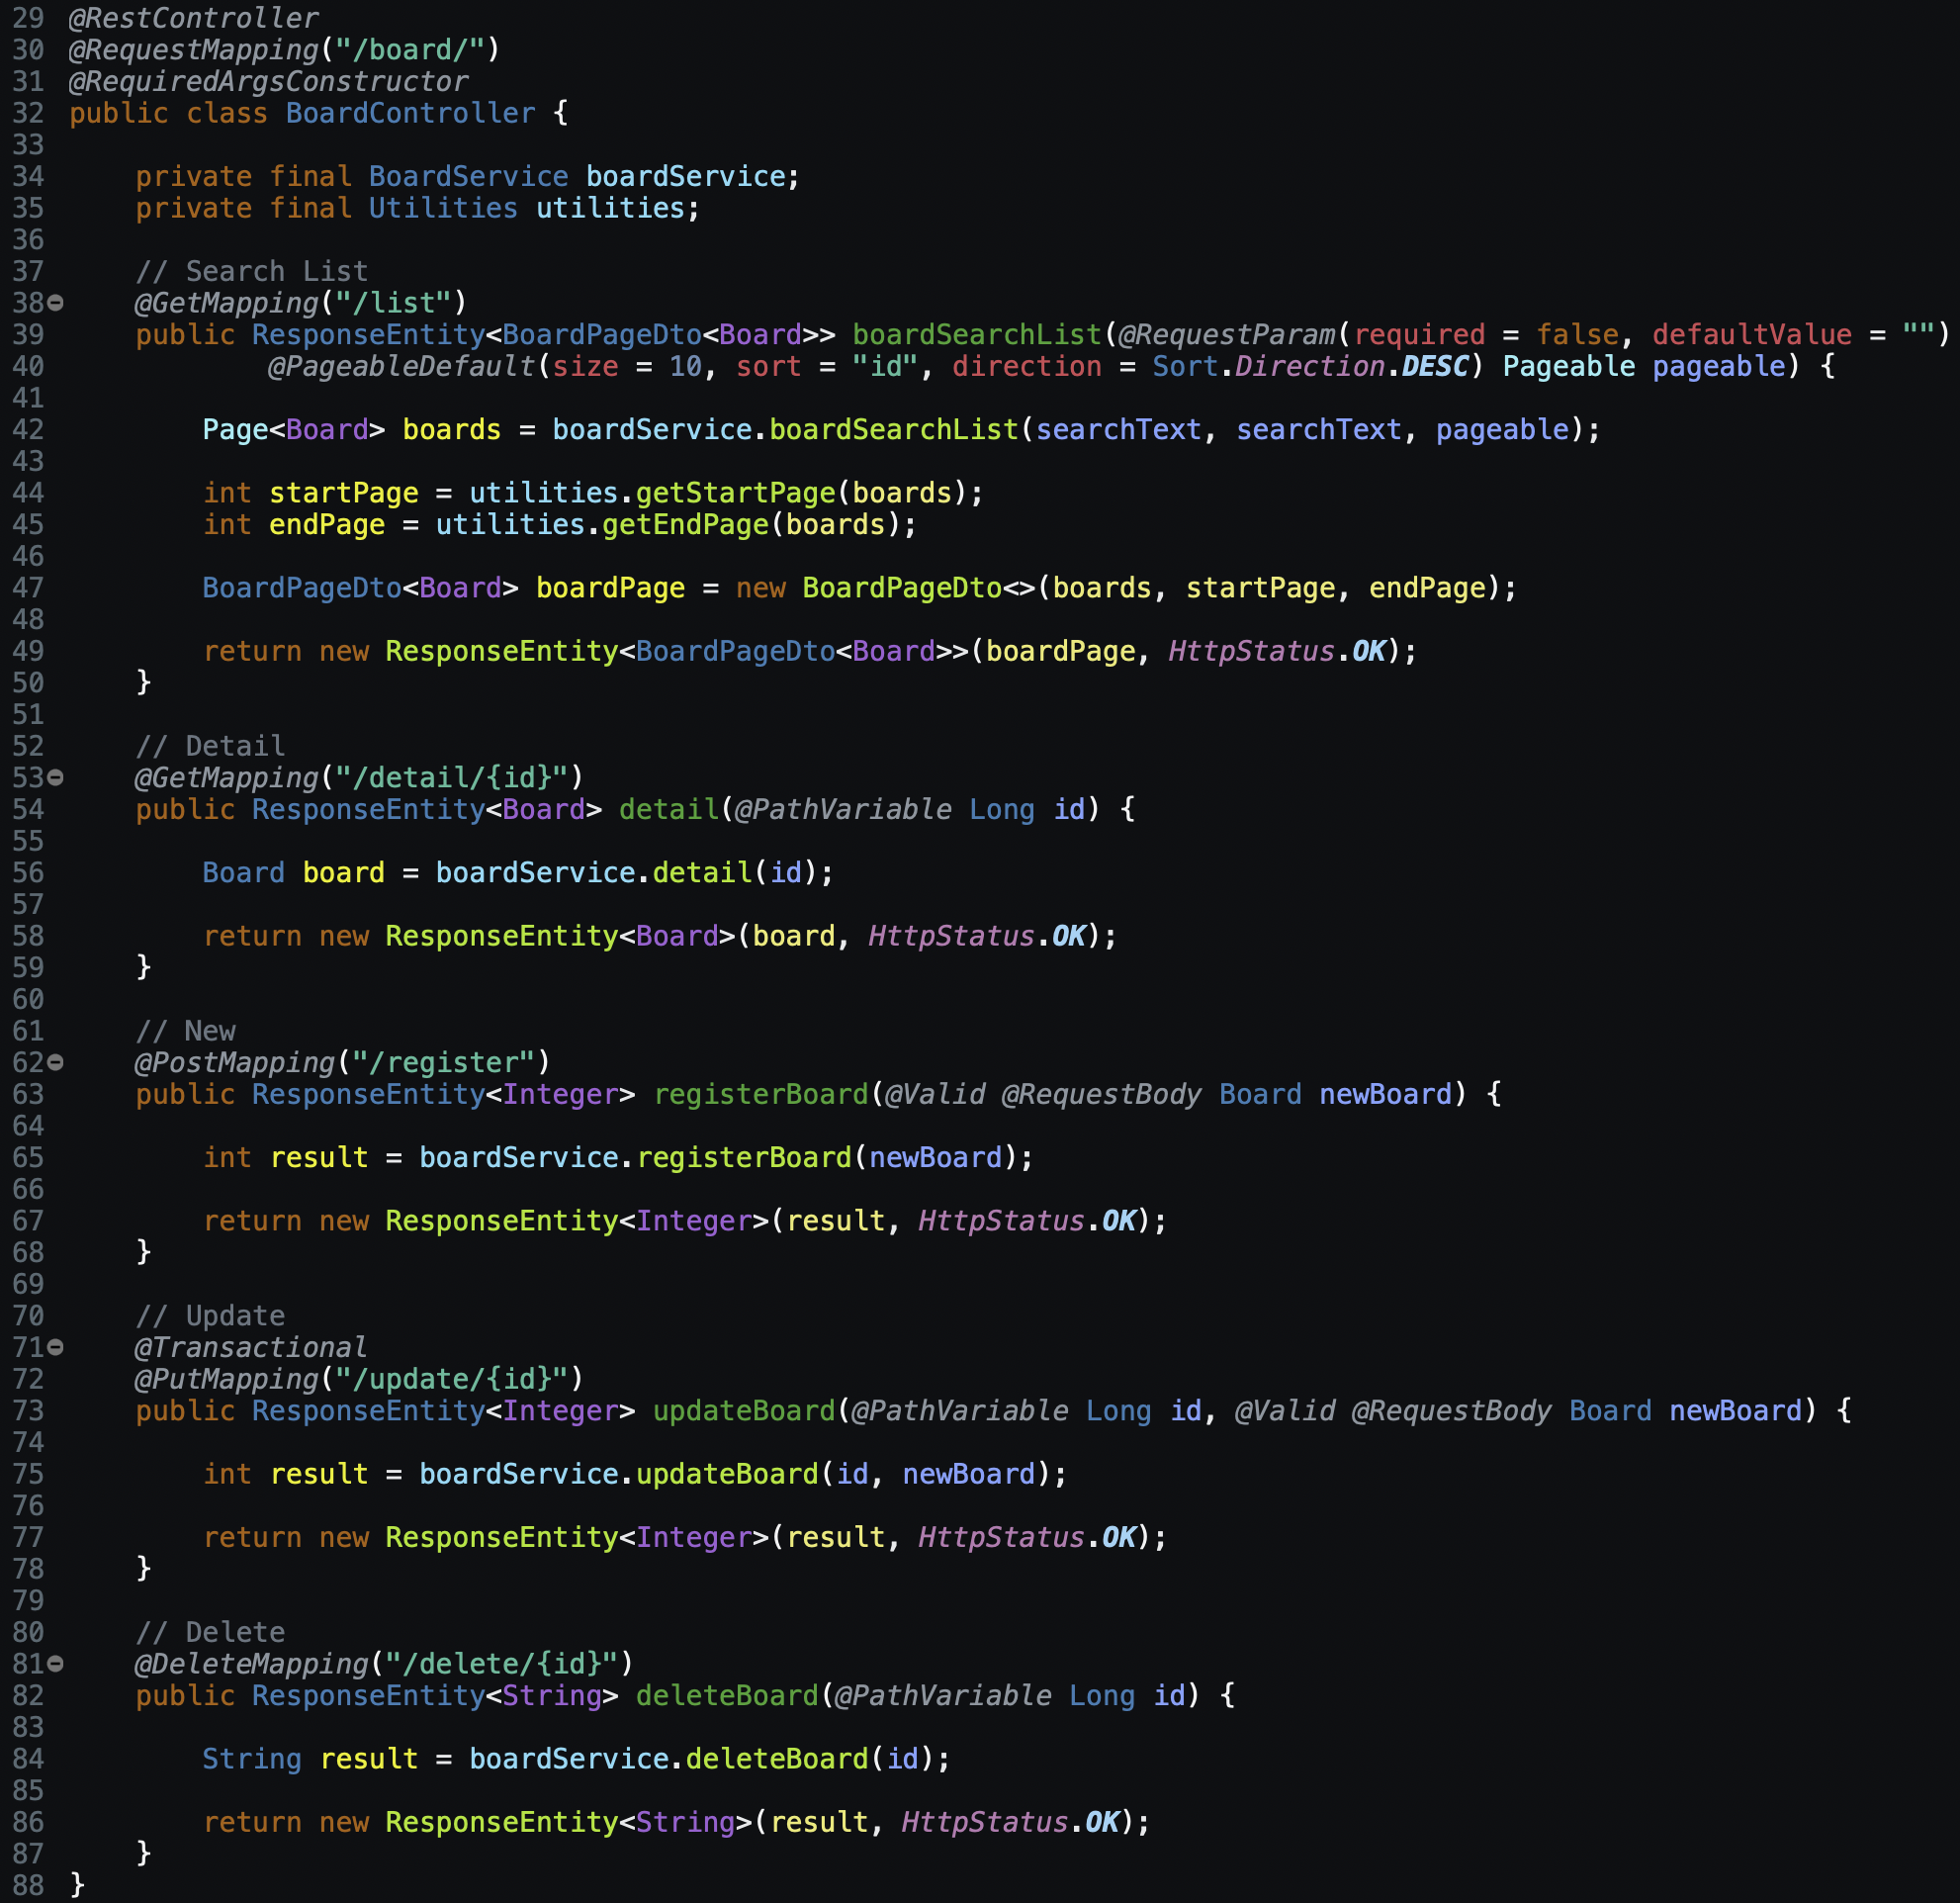 29 @RestController
30 @RequestMapping("/board/")
31 @RequiredArgsConstructor
32 public class BoardController {
33
34     private final BoardService boardService;
35     private final Utilities utilities;
36
37     // Search List
38     @GetMapping("/list")
39     public ResponseEntity<BoardPageDto<Board>> boardSearchList(@RequestParam(required = false, defaultValue = "")
40             @PageableDefault(size = 10, sort = "id", direction = Sort.Direction.DESC) Pageable pageable) {
41
42         Page<Board> boards = boardService.boardSearchList(searchText, searchText, pageable);
43
44         int startPage = utilities.getStartPage(boards);
45         int endPage = utilities.getEndPage(boards);
46
47         BoardPageDto<Board> boardPage = new BoardPageDto<>(boards, startPage, endPage);
48
49         return new ResponseEntity<BoardPageDto<Board>>(boardPage, HttpStatus.OK);
50     }
51
52     // Detail
53     @GetMapping("/detail/{id}")
54     public ResponseEntity<Board> detail(@PathVariable Long id) {
55
56         Board board = boardService.detail(id);
57
58         return new ResponseEntity<Board>(board, HttpStatus.OK);
59     }
60
61     // New
62     @PostMapping("/register")
63     public ResponseEntity<Integer> registerBoard(@Valid @RequestBody Board newBoard) {
64
65         int result = boardService.registerBoard(newBoard);
66
67         return new ResponseEntity<Integer>(result, HttpStatus.OK);
68     }
69
70     // Update
71     @Transactional
72     @PutMapping("/update/{id}")
73     public ResponseEntity<Integer> updateBoard(@PathVariable Long id, @Valid @RequestBody Board newBoard) {
74
75         int result = boardService.updateBoard(id, newBoard);
76
77         return new ResponseEntity<Integer>(result, HttpStatus.OK);
78     }
79
80     // Delete
81     @DeleteMapping("/delete/{id}")
82     public ResponseEntity<String> deleteBoard(@PathVariable Long id) {
83
84         String result = boardService.deleteBoard(id);
85
86         return new ResponseEntity<String>(result, HttpStatus.OK);
87     }
88 }